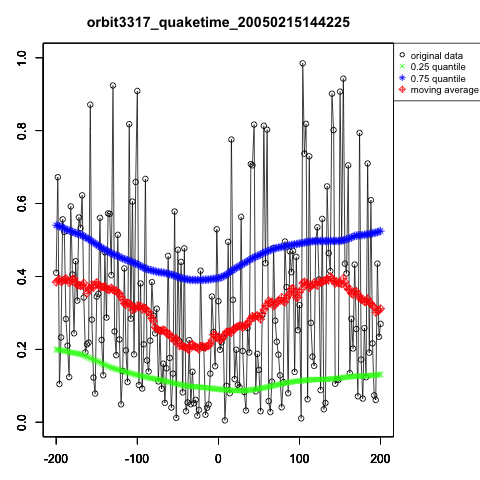 orbit3317_quaketime_20050215144225
original data
0.25 quantile
0.75 quantile
moving average
1.0
0.8
0.6
0.4
0.2
0.0
-200 -100 0 100 200